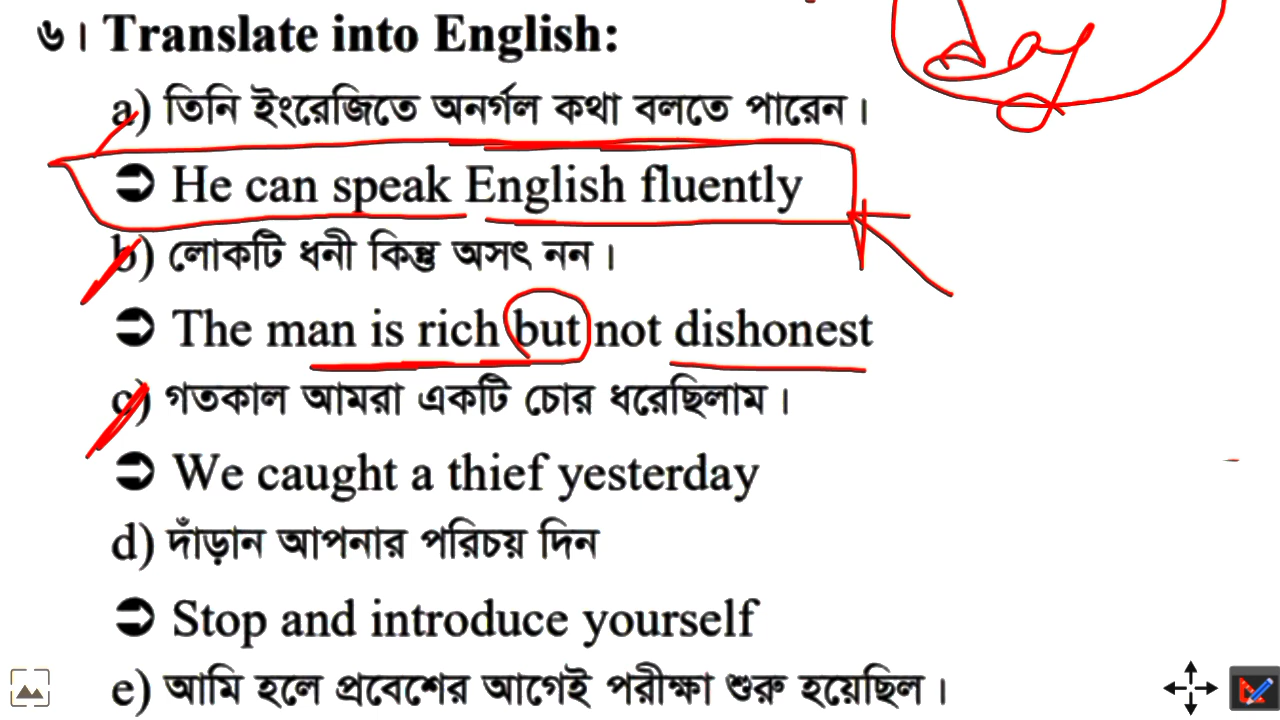 day
৬। Translate into English:
a) তিনি ইংরেজিতে অনর্গল কথা বলতে পারেন।
➲ He can speak English fluently
b) লোকটি ধনী কিন্তু অসৎ নন।
➲ The man is rich but not dishonest
c) গতকাল আমরা একটি চোর ধরেছিলাম।
➲ We caught a thief yesterday
d) দাঁড়ান আপনার পরিচয় দিন
➲ Stop and introduce yourself
e) আমি হলে প্রবেশের আগেই পরীক্ষা শুরু হয়েছিল।